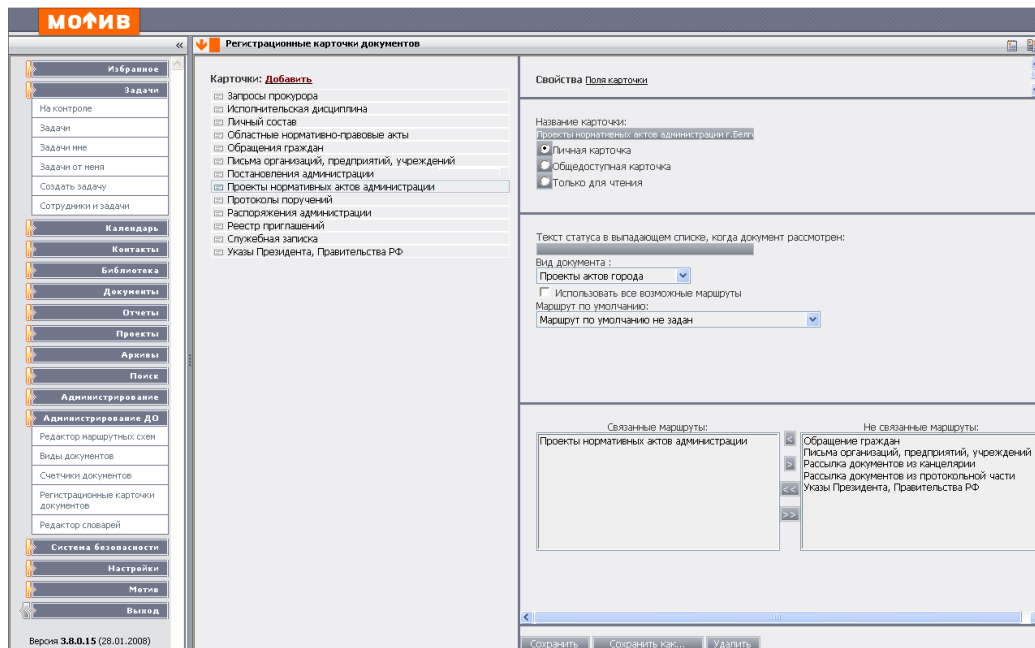 МОТИВ
«
Регистрационные карточки документов
Избранное
Задачи
На контроле
Задачи
Задачи мне
Задачи от меня
Создать задачу
Сотрудники и задачи
Календарь
Контакты
Библиотека
Документы
Отчеты
Проекты
Архивы
Поиск
Администрирование
Администрирование ДО
Редактор маршрутных схем
Виды документов
Счетчики документов
Регистрационные карточки
документов
Редактор словарей
Система безопасности
Настройки
Мотив
Выход
Версия 3.8.0.15 (28.01.2008)
Карточки: Добавить
Запросы прокурора
Исполнительская дисциплина
Личный состав
Областные нормативно-правовые акты
Обращения граждан
Письма организаций, предприятий, учреждений
Постановления администрации
Проекты нормативных актов администрации
Протоколы поручений
Распоряжения администрации
Реестр приглашений
Служебная записка
Указы Президента, Правительства РФ
Свойства Поля карточки
Название карточки:
Проекты нормативных актов администрации г.Белг
Личная карточка
Общедоступная карточка
Только для чтения
Текст статуса в выпадающем списке, когда документ рассмотрен:
Вид документа :
Проекты актов города
Использовать все возможные маршруты
Маршрут по умолчанию:
Маршрут по умолчанию не задан
Связанные маршруты:
Проекты нормативных актов администрации
<
>
<<
>>
Не связанные маршруты:
Обращение граждан
Письма организаций, предприятий, учреждений
Рассылка документов из канцелярии
Рассылка документов из протокольной части
Указы Президента, Правительства РФ
Сохранить Сохранить как... Удалить